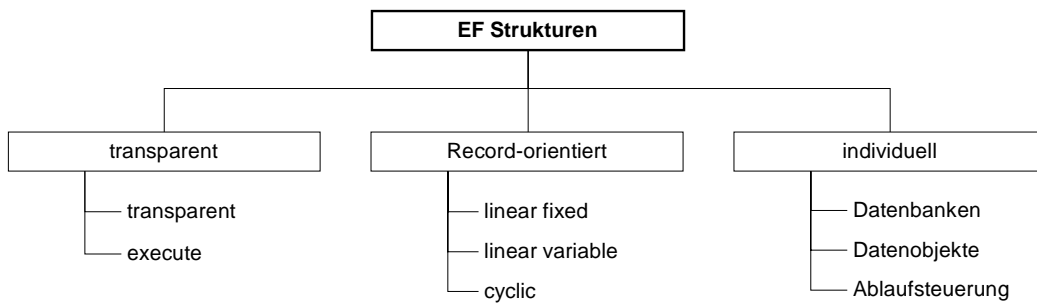 EF Strukturen
transparent
Record-orientiert
individuell
transparent
execute
linear fixed
linear variable
cyclic
Datenbanken
Datenobjekte
Ablaufsteuerung